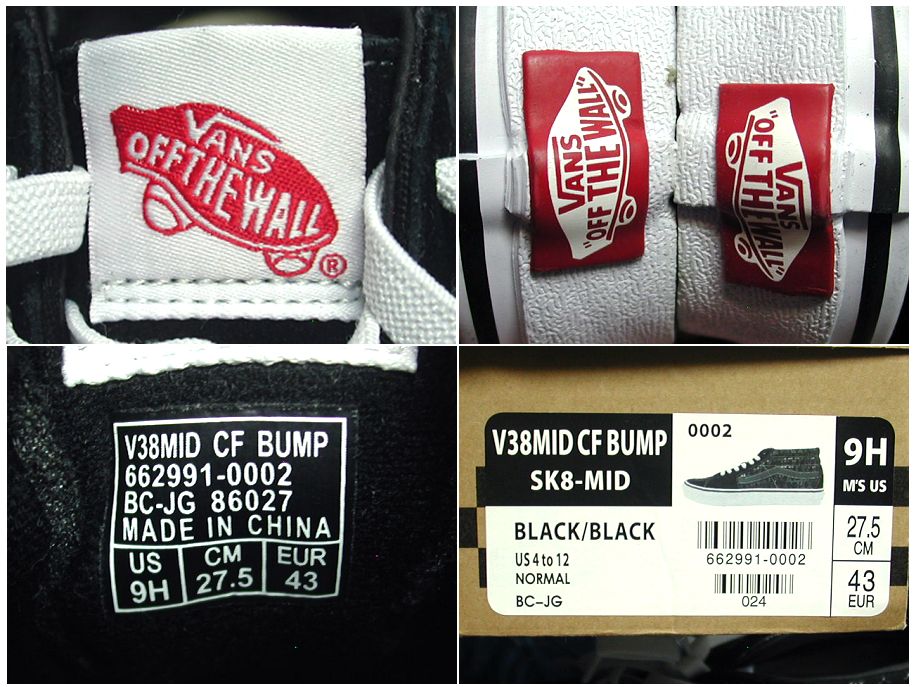 VANS
OFF THE WALL
®
VANS
"OFF THE WALL"
VANS
"OFF THE WALL"
V38MID CF BUMP
662991-0002
BC-JG 86027
MADE IN CHINA
US CM EUR
9H 27.5 43
V38MID CF BUMP
SK8-MID
0002
9H
M'S US
BLACK/BLACK
US 4 to 12
NORMAL
BC-JG
662991-0002
024
27.5
CM
43
EUR